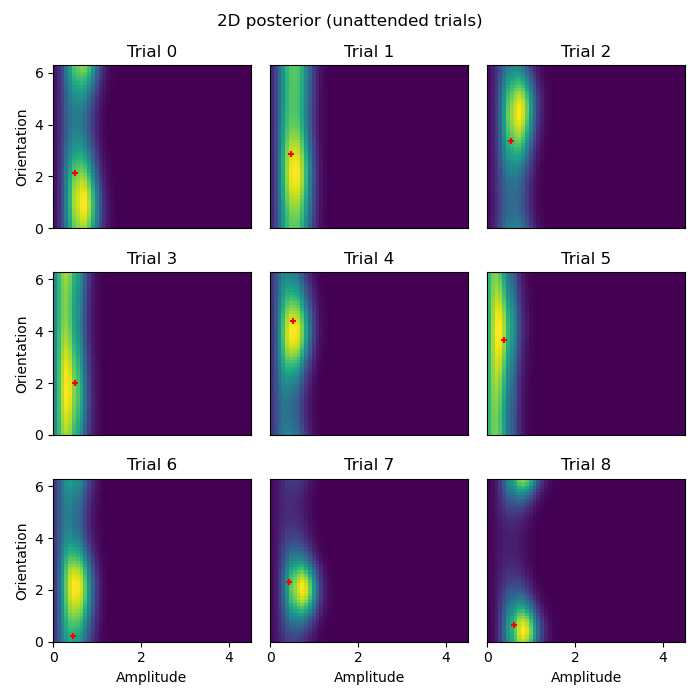 2D posterior (unattended trials)
Trial 0
Trial 1
Trial 2
Orientation
6
4
2
0
Trial 3
Trial 4
Trial 5
Orientation
6
4
2
0
Trial 6
Trial 7
Trial 8
Orientation
6
4
2
0
0 2 4
0 2 4
0 2 4
Amplitude
Amplitude
Amplitude